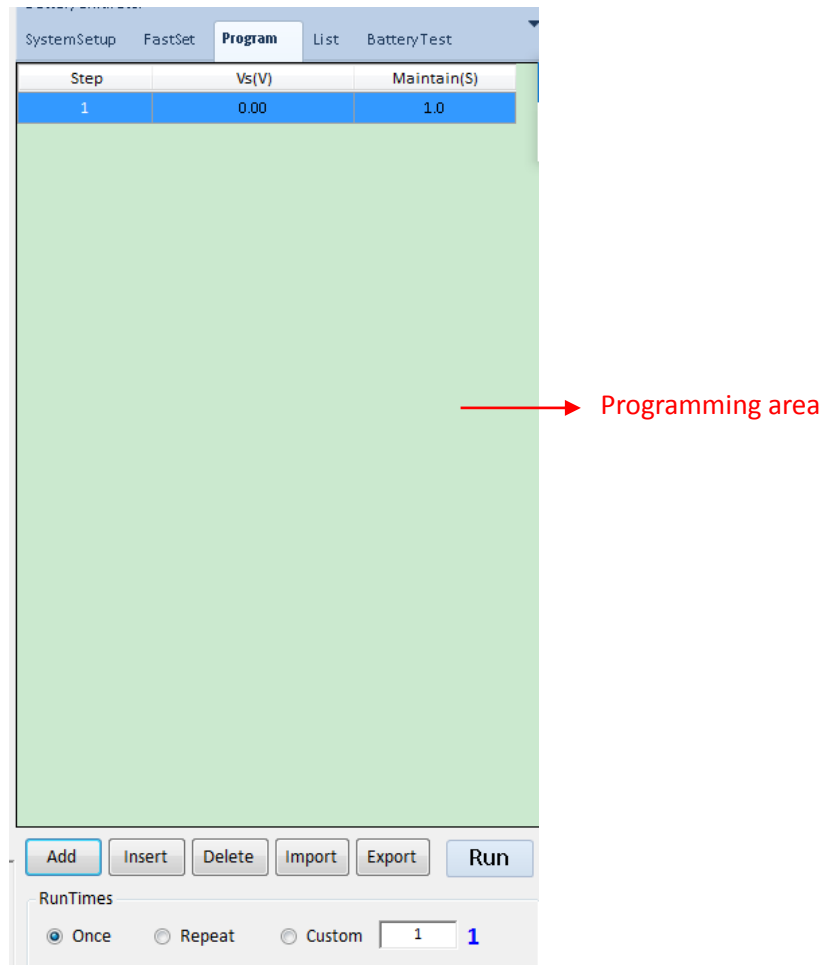 SystemSetup FastSet Program List BatteryTest
Step Vs(V) Maintain(S)
1 0.00 1.0
Programming area
Add Insert Delete Import Export Run
RunTimes
Once Repeat Custom 1 1